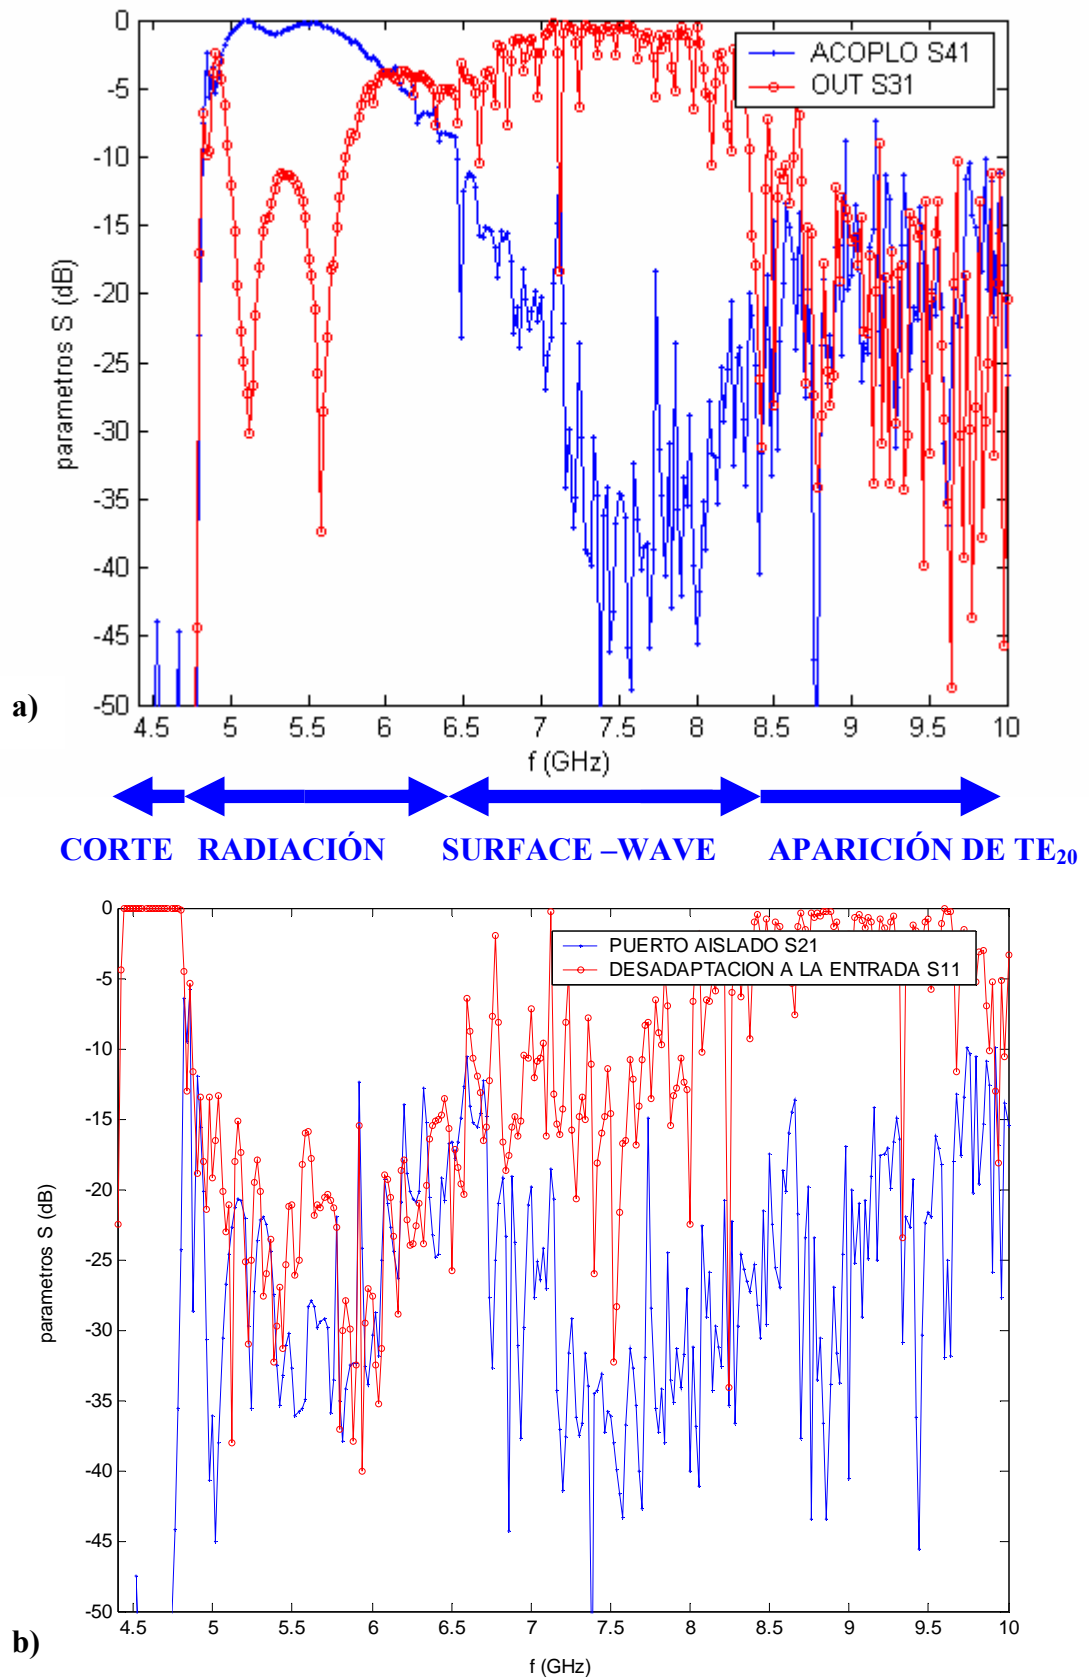 0
-5
-10
-15
-20
-25
-30
-35
-40
-45
-50
parametros S (dB)
ACOPLO S41
OUT S31
a)
4.5 5 5.5 6 6.5 7 7.5 8 8.5 9 9.5 10
f (GHz)
CORTE RADIACIÓN SURFACE –WAVE APARICIÓN DE TE20
0
-5
-10
-15
-20
-25
-30
-35
-40
-45
-50
parametros S (dB)
PUERTO AISLADO S21
DESADAPTACION A LA ENTRADA S11
b)
4.5 5 5.5 6 6.5 7 7.5 8 8.5 9 9.5 10
f (GHz)